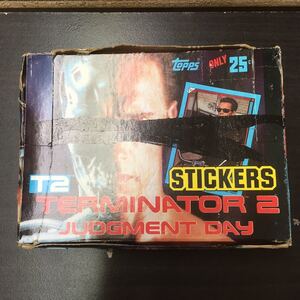 Topps
ONLY 25¢
STICKERS
T2
TERMINATOR 2
JUDGMENT DAY